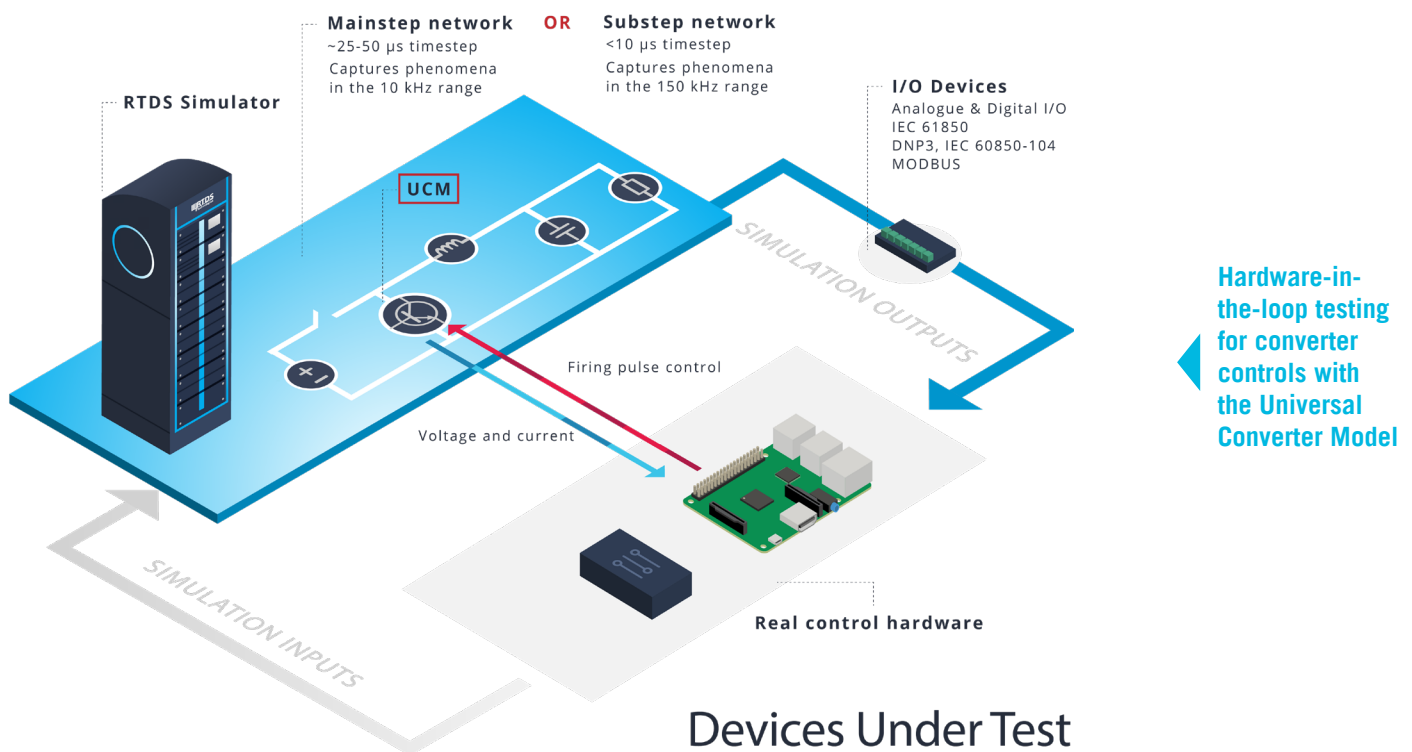 Mainstep network
~25-50 μs timestep
Captures phenomena
in the 10 kHz range
OR
Substep network
<10 μs timestep
Captures phenomena
in the 150 kHz range
RTDS Simulator
I/O Devices
Analogue & Digital I/O
IEC 61850
DNP3, IEC 60850-104
MODBUS
RTDS
UCM
SIMULATION OUTPUTS
Hardware-in-
the-loop testing
for converter
controls with
the Universal
Converter Model
Firing pulse control
Voltage and current
SIMULATION INPUTS
Real control hardware
Devices Under Test